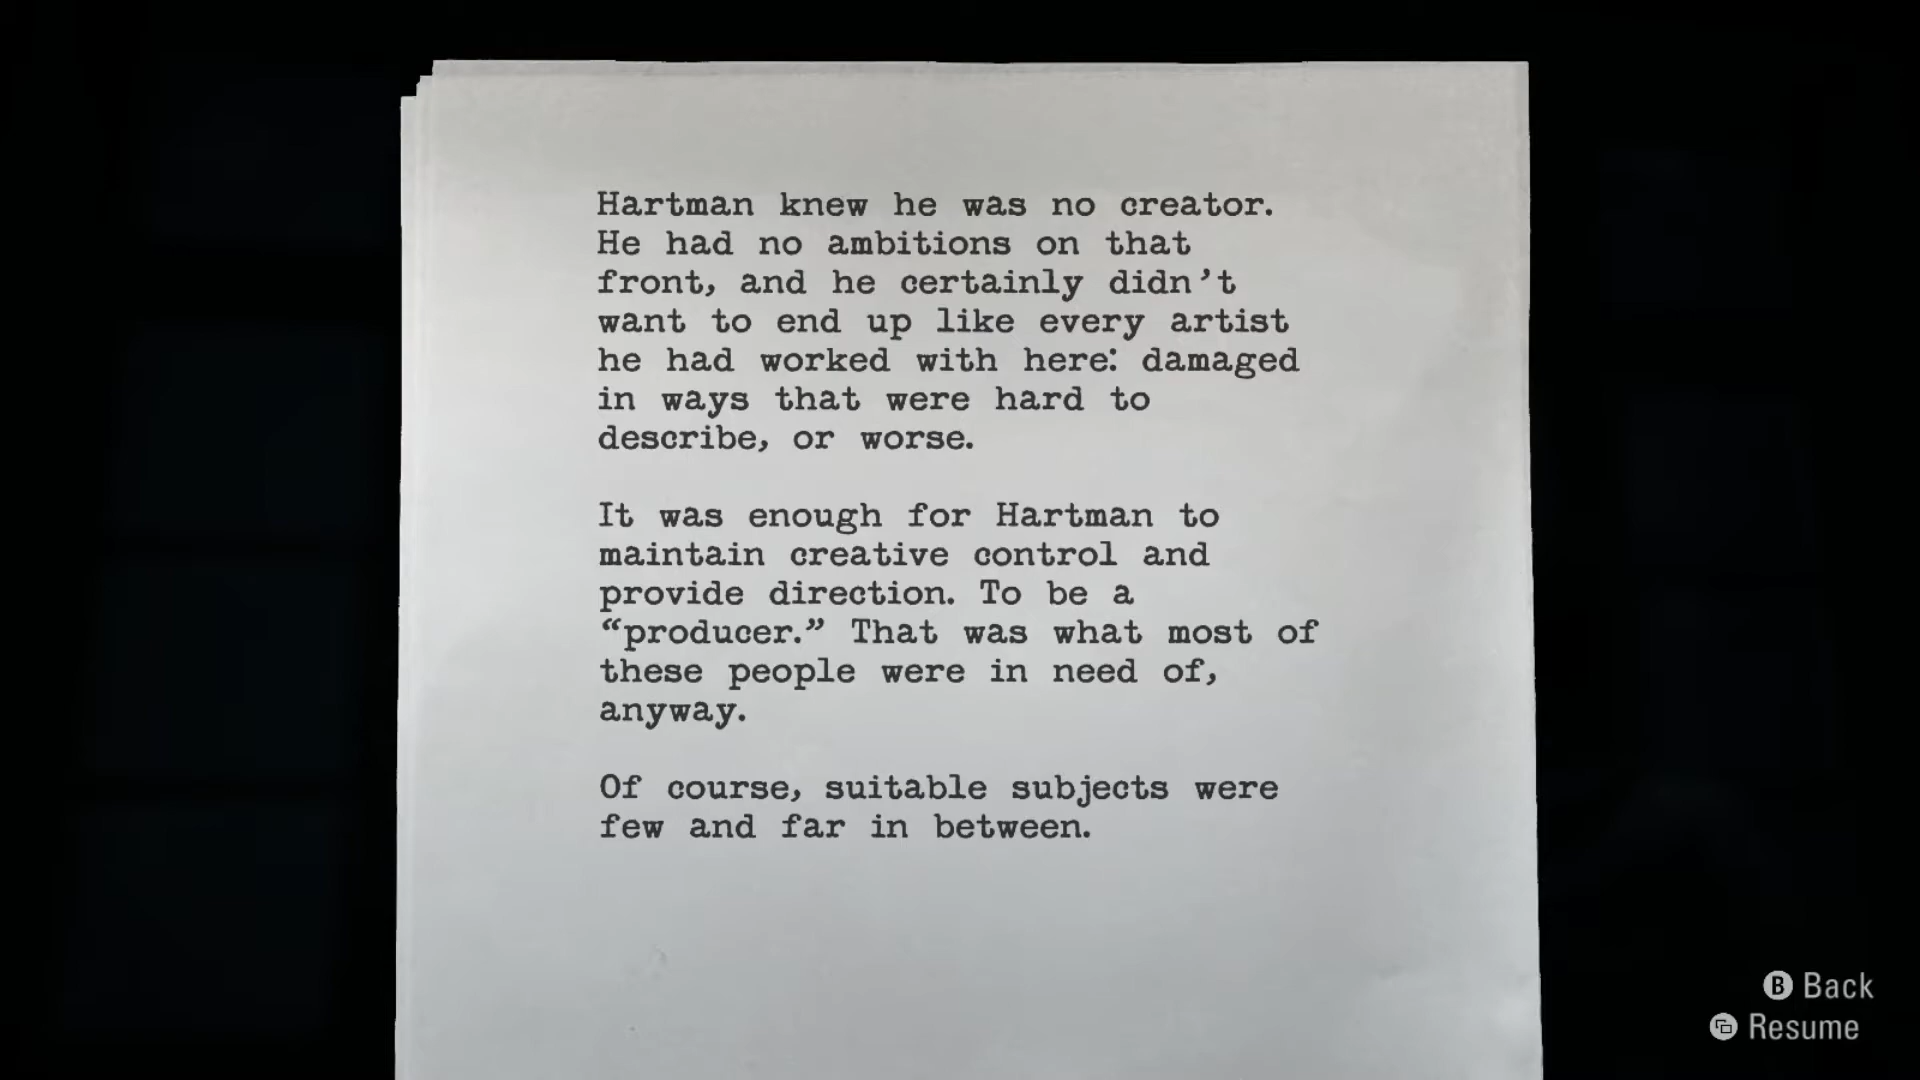 Hartman knew he was no creator.
He had no ambitions on that
front, and he certainly didn’t
want to end up like every artist
he had worked with here: damaged
in ways that were hard to
describe, or worse.
It was enough for Hartman to
maintain creative control and
provide direction. To be a
“producer.” That was what most of
these people were in need of,
anyway.
Of course, suitable subjects were
few and far in between.
B Back
Resume